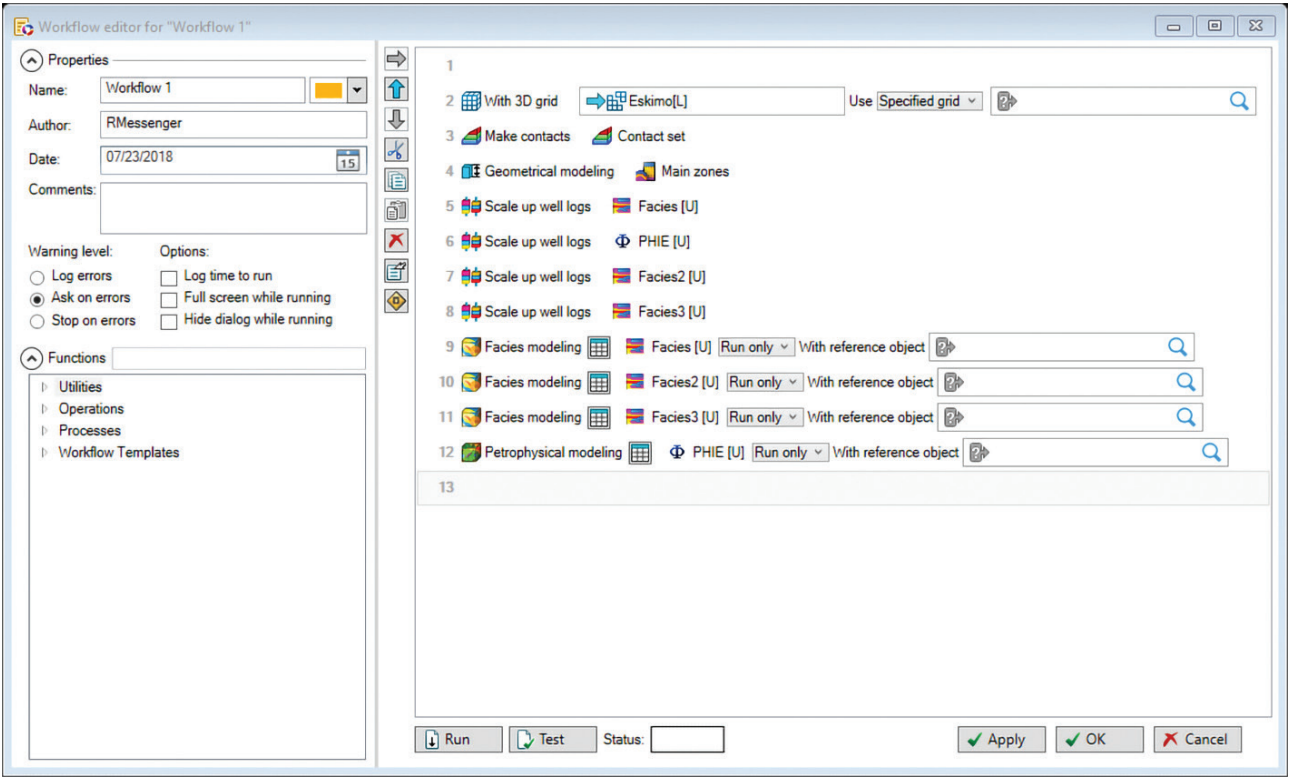 Workflow editor for "Workflow 1"
Properties
Name: Workflow 1
Author: RMessenger
Date: 07/23/2018 15
Comments:
Warning level: Options:
Log errors Log time to run
Ask on errors Full screen while running
Stop on errors Hide dialog while running
Functions
Utilities
Operations
Processes
Workflow Templates
1
2 With 3D grid Eskimo[L] Use Specified grid ?
3 Make contacts Contact set
4 Geometrical modeling Main zones
5 Scale up well logs Facies [U]
6 Scale up well logs Φ PHIE [U]
7 Scale up well logs Facies2 [U]
8 Scale up well logs Facies3 [U]
9 Facies modeling Facies [U] Run only With reference object ?
10 Facies modeling Facies2 [U] Run only With reference object ?
11 Facies modeling Facies3 [U] Run only With reference object ?
12 Petrophysical modeling Φ PHIE [U] Run only With reference object ?
13
Run Test Status: Apply OK Cancel